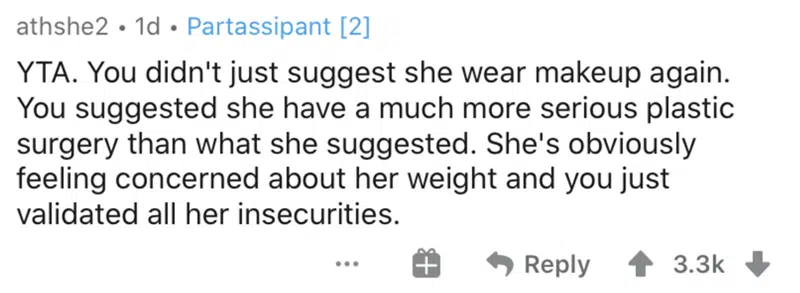 athshe2 • 1d • Partassipant [2]
YTA. You didn't just suggest she wear makeup again.
You suggested she have a much more serious plastic
surgery than what she suggested. She's obviously
feeling concerned about her weight and you just
validated all her insecurities.
Reply 3.3k